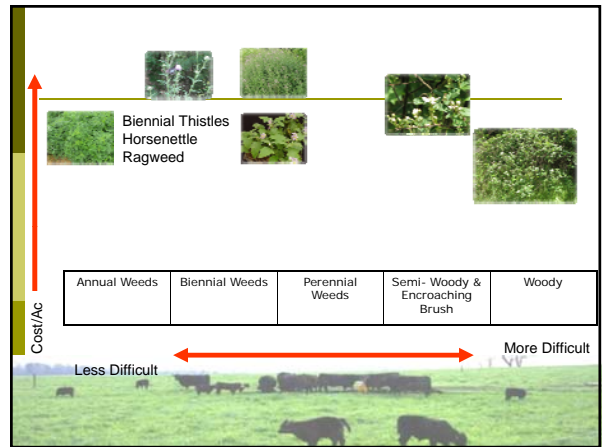 Biennial Thistles
Horsenettle
Ragweed
Cost/Ac
Annual Weeds
Biennial Weeds
Perennial
Weeds
Semi- Woody &
Encroaching
Brush
Woody
Less Difficult
More Difficult